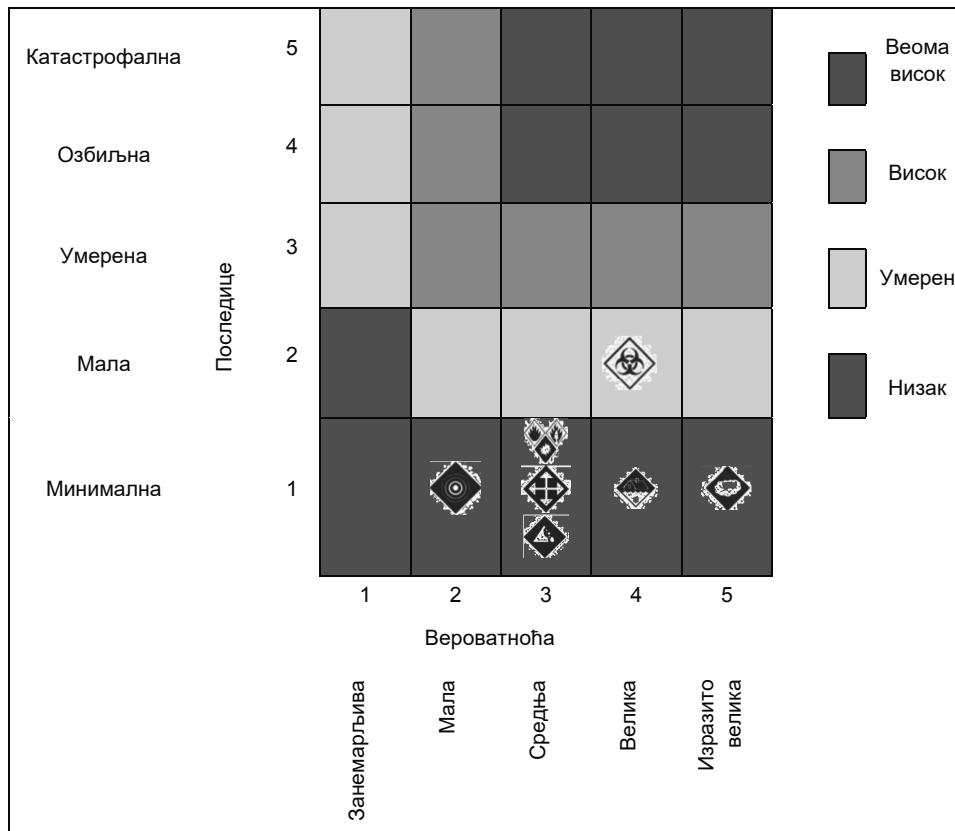 Катастрофална
5
Озбиљна
4
Умерена
3
Последице
Мала
2
Минимална
1
1 2 3 4 5
Вероватноћа
Занемарљива
Мала
Средња
Велика
Изразито
велика
Веома
висок
Висок
Умерен
Низак